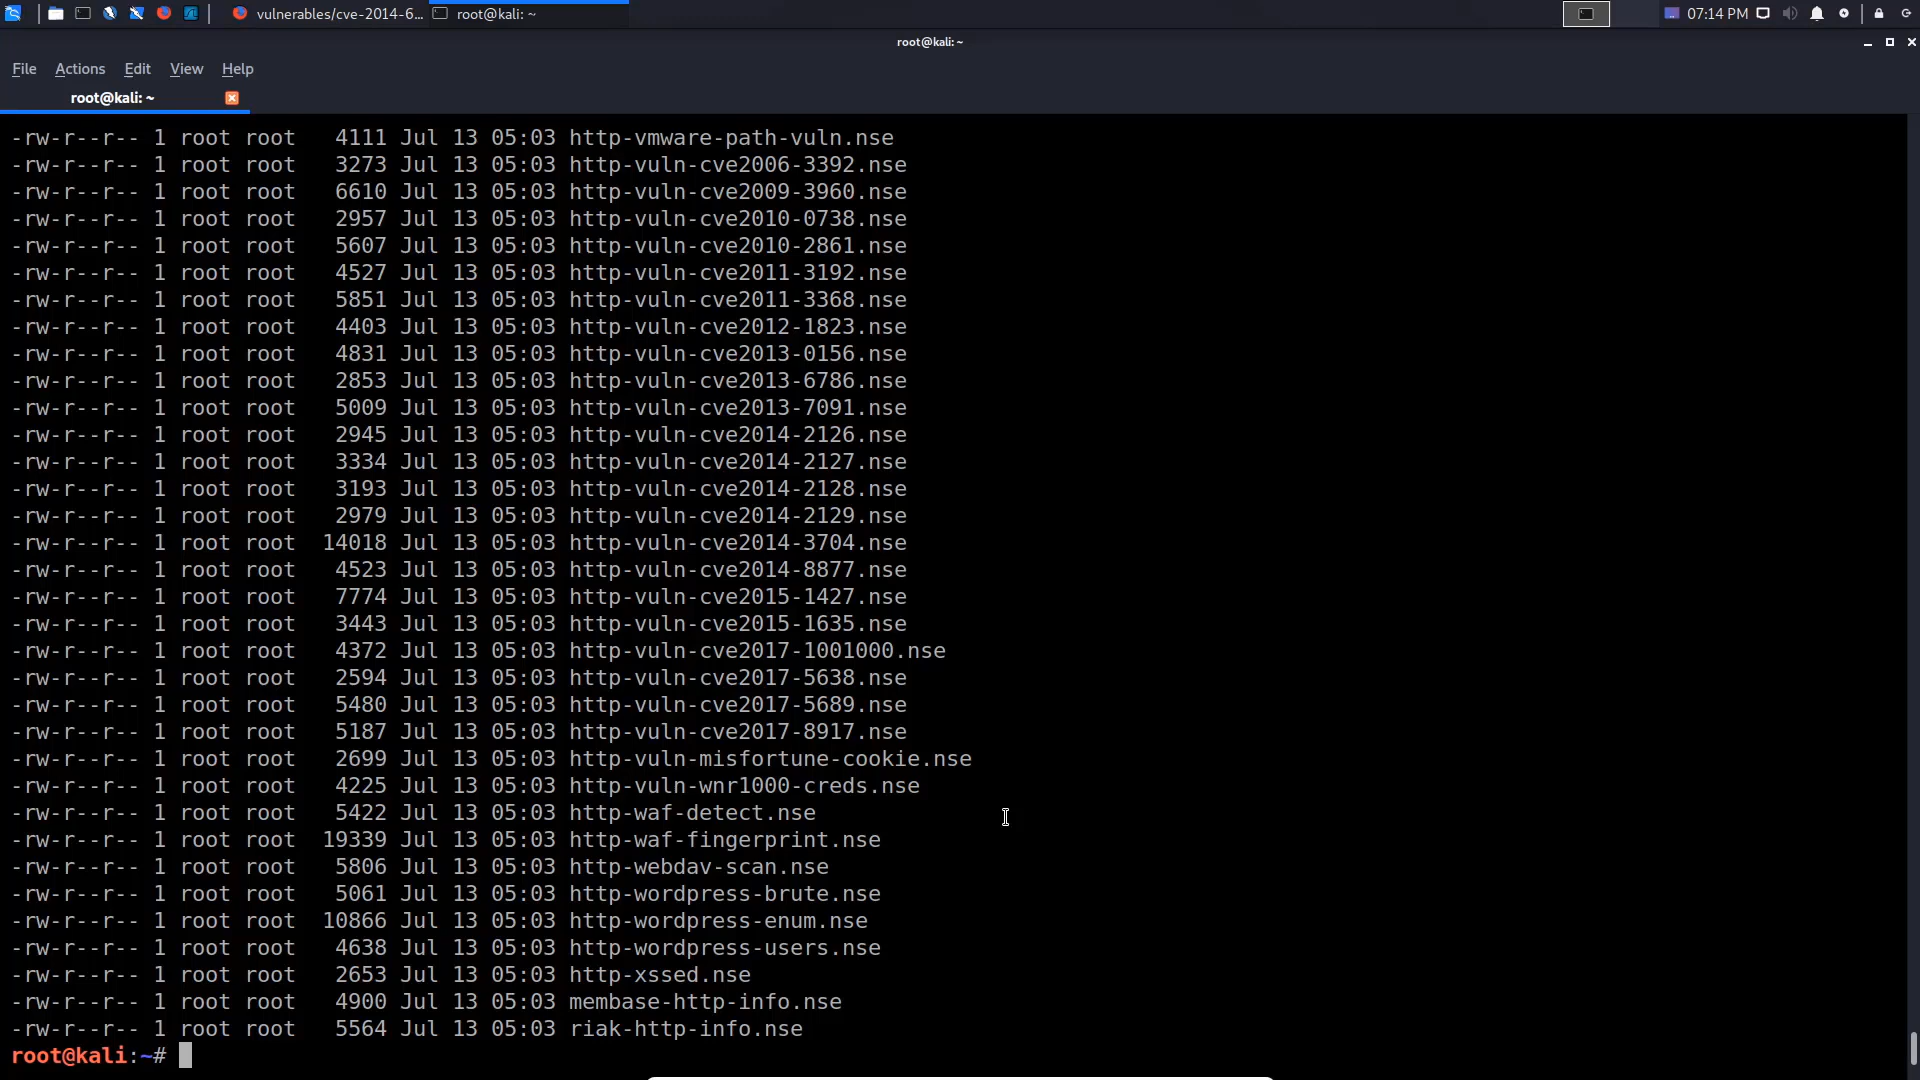 vulnerables/cve-2014-6...
root@kali: ~
07:14 PM
root@kali: ~
File Actions Edit View Help
root@kali: ~
-rw-r--r-- 1 root root   4111 Jul 13 05:03 http-vmware-path-vuln.nse
-rw-r--r-- 1 root root   3273 Jul 13 05:03 http-vuln-cve2006-3392.nse
-rw-r--r-- 1 root root   6610 Jul 13 05:03 http-vuln-cve2009-3960.nse
-rw-r--r-- 1 root root   2957 Jul 13 05:03 http-vuln-cve2010-0738.nse
-rw-r--r-- 1 root root   5607 Jul 13 05:03 http-vuln-cve2010-2861.nse
-rw-r--r-- 1 root root   4527 Jul 13 05:03 http-vuln-cve2011-3192.nse
-rw-r--r-- 1 root root   5851 Jul 13 05:03 http-vuln-cve2011-3368.nse
-rw-r--r-- 1 root root   4403 Jul 13 05:03 http-vuln-cve2012-1823.nse
-rw-r--r-- 1 root root   4831 Jul 13 05:03 http-vuln-cve2013-0156.nse
-rw-r--r-- 1 root root   2853 Jul 13 05:03 http-vuln-cve2013-6786.nse
-rw-r--r-- 1 root root   5009 Jul 13 05:03 http-vuln-cve2013-7091.nse
-rw-r--r-- 1 root root   2945 Jul 13 05:03 http-vuln-cve2014-2126.nse
-rw-r--r-- 1 root root   3334 Jul 13 05:03 http-vuln-cve2014-2127.nse
-rw-r--r-- 1 root root   3193 Jul 13 05:03 http-vuln-cve2014-2128.nse
-rw-r--r-- 1 root root   2979 Jul 13 05:03 http-vuln-cve2014-2129.nse
-rw-r--r-- 1 root root  14018 Jul 13 05:03 http-vuln-cve2014-3704.nse
-rw-r--r-- 1 root root   4523 Jul 13 05:03 http-vuln-cve2014-8877.nse
-rw-r--r-- 1 root root   7774 Jul 13 05:03 http-vuln-cve2015-1427.nse
-rw-r--r-- 1 root root   3443 Jul 13 05:03 http-vuln-cve2015-1635.nse
-rw-r--r-- 1 root root   4372 Jul 13 05:03 http-vuln-cve2017-1001000.nse
-rw-r--r-- 1 root root   2594 Jul 13 05:03 http-vuln-cve2017-5638.nse
-rw-r--r-- 1 root root   5480 Jul 13 05:03 http-vuln-cve2017-5689.nse
-rw-r--r-- 1 root root   5187 Jul 13 05:03 http-vuln-cve2017-8917.nse
-rw-r--r-- 1 root root   2699 Jul 13 05:03 http-vuln-misfortune-cookie.nse
-rw-r--r-- 1 root root   4225 Jul 13 05:03 http-vuln-wnr1000-creds.nse
-rw-r--r-- 1 root root   5422 Jul 13 05:03 http-waf-detect.nse
-rw-r--r-- 1 root root  19339 Jul 13 05:03 http-waf-fingerprint.nse
-rw-r--r-- 1 root root   5806 Jul 13 05:03 http-webdav-scan.nse
-rw-r--r-- 1 root root   5061 Jul 13 05:03 http-wordpress-brute.nse
-rw-r--r-- 1 root root  10866 Jul 13 05:03 http-wordpress-enum.nse
-rw-r--r-- 1 root root   4638 Jul 13 05:03 http-wordpress-users.nse
-rw-r--r-- 1 root root   2653 Jul 13 05:03 http-xssed.nse
-rw-r--r-- 1 root root   4900 Jul 13 05:03 membase-http-info.nse
-rw-r--r-- 1 root root   5564 Jul 13 05:03 riak-http-info.nse
root@kali:~#